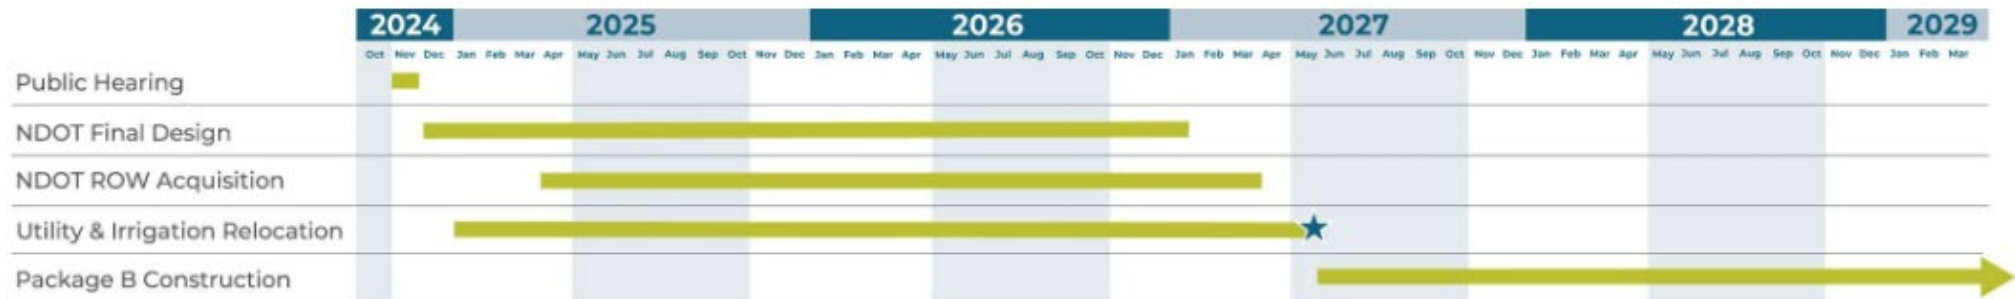 2024 2025 2026 2027 2028 2029
Oct Nov Dec Jan Feb Mar Apr May Jun Jul Aug Sep Oct Nov Dec Jan Feb Mar Apr May Jun Jul Aug Sep Oct Nov Dec Jan Feb Mar Apr May Jun Jul Aug Sep Oct Nov Dec Jan Feb Mar Apr May Jun Jul Aug Sep Oct Nov Dec Jan Feb Mar
Public Hearing
NDOT Final Design
NDOT ROW Acquisition
Utility & Irrigation Relocation
Package B Construction